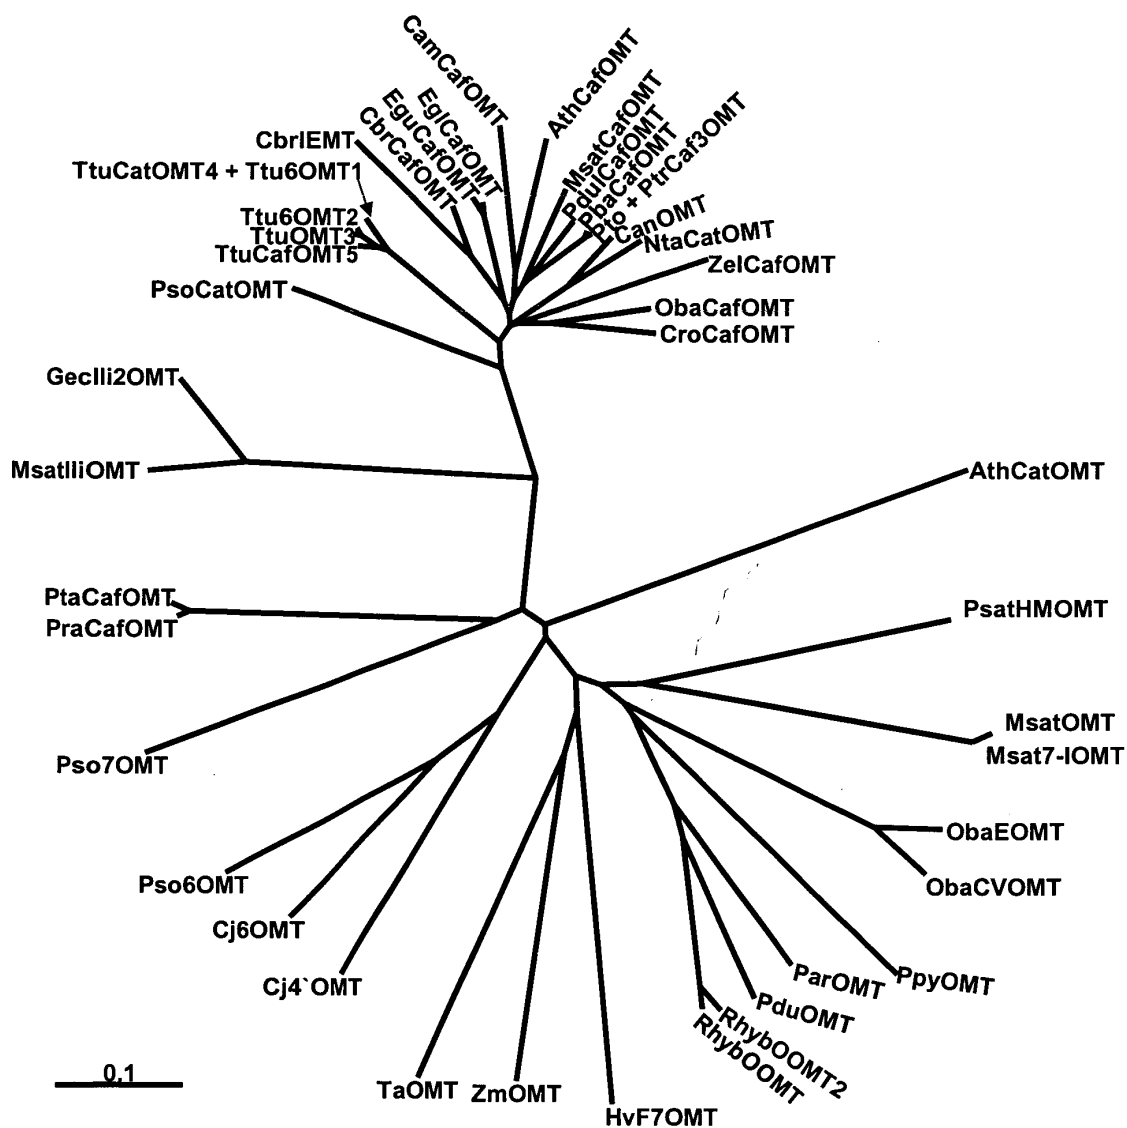 CamCafOMT
AthCafOMT
MsatCafOMT
PdulCafOMT
PbaCafOMT
Pto + PtrCaf3OMT
EglCafOMT
EguCafOMT
CbrCafOMT
CbrIEMT
TtuCatOMT4 + Ttu6OMT1
Ttu6OMT2
TtuOMT3
TtuCafOMT5
CanOMT
NtaCatOMT
ZelCafOMT
PsoCatOMT
ObaCafOMT
CroCafOMT
GecIli2OMT
MsatIliOMT
AthCatOMT
PtaCafOMT
PraCafOMT
PsatHMOMT
MsatOMT
Msat7-IOMT
Pso7OMT
ObaEOMT
ObaCVOMT
Pso6OMT
Cj6OMT
Cj4`OMT
ParOMT
PpyOMT
PduOMT
RhybOOMT2
RhybOOMT
TaOMT
ZmOMT
HvF7OMT
0.1